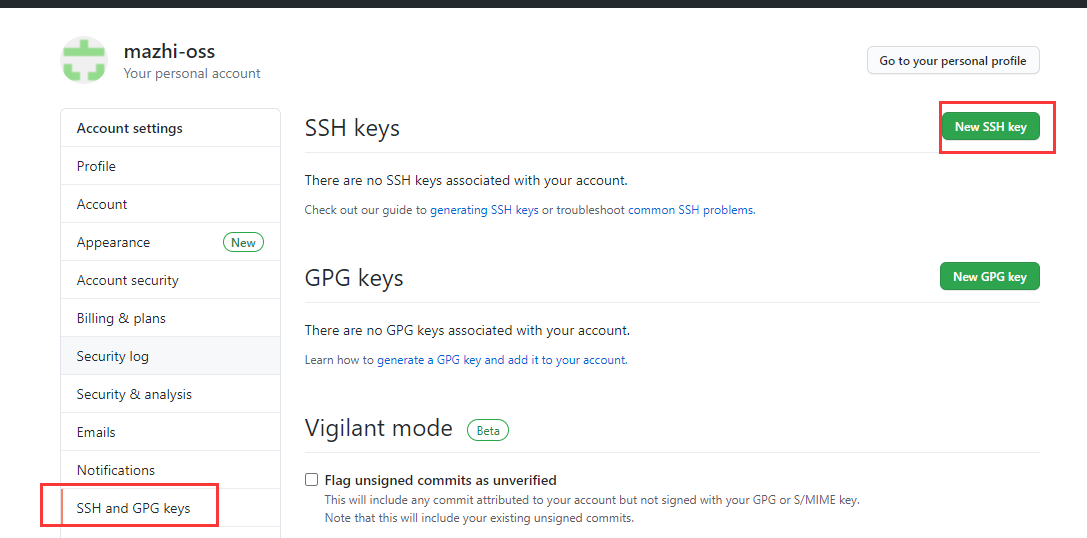 mazhi-oss
Your personal account
Go to your personal profile
Account settings
Profile
Account
Appearance New
Account security
Billing & plans
Security log
Security & analysis
Emails
Notifications
SSH and GPG keys
SSH keys
New SSH key
There are no SSH keys associated with your account.
Check out our guide to generating SSH keys or troubleshoot common SSH problems.
GPG keys
New GPG key
There are no GPG keys associated with your account.
Learn how to generate a GPG key and add it to your account.
Vigilant mode Beta
Flag unsigned commits as unverified
This will include any commit attributed to your account but not signed with your GPG or S/MIME key.
Note that this will include your existing unsigned commits.